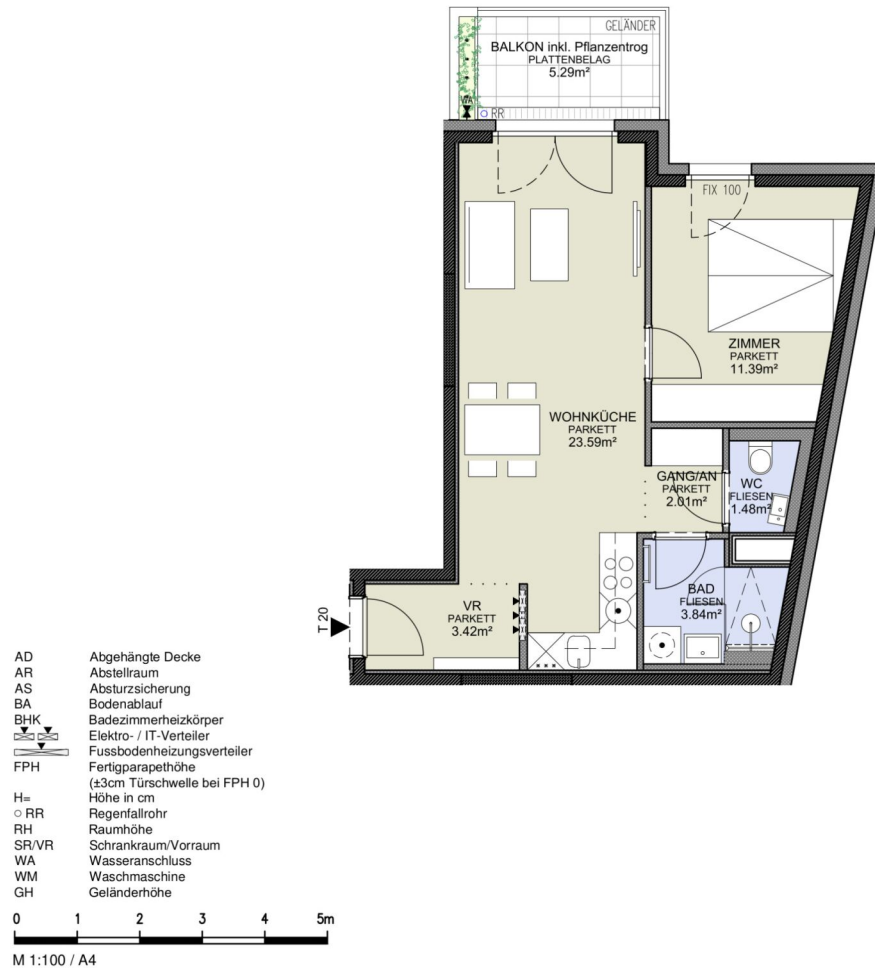 GELÄNDER
BALKON inkl. Pflanzentrog
PLATTENBELAG
5.29m²
WA
RR
FIX 100
ZIMMER
PARKETT
11.39m²
WOHNKÜCHE
PARKETT
23.59m²
GANG/AN
PARKETT
2.01m²
WC
FLIESEN
1.48m²
BAD
FLIESEN
3.84m²
VR
PARKETT
3.42m²
T 20
AD Abgehängte Decke
AR Abstellraum
AS Absturzsicherung
BA Bodenablauf
BHK Badezimmerheizkörper
Elektro- / IT-Verteiler
Fussbodenheizungsverteiler
FPH Fertigparapethöhe
(±3cm Türschwelle bei FPH 0)
H= Höhe in cm
RR Regenfallrohr
RH Raumhöhe
SR/VR Schrankraum/Vorraum
WA Wasseranschluss
WM Waschmaschine
GH Geländerhöhe
0 1 2 3 4 5m
M 1:100 / A4